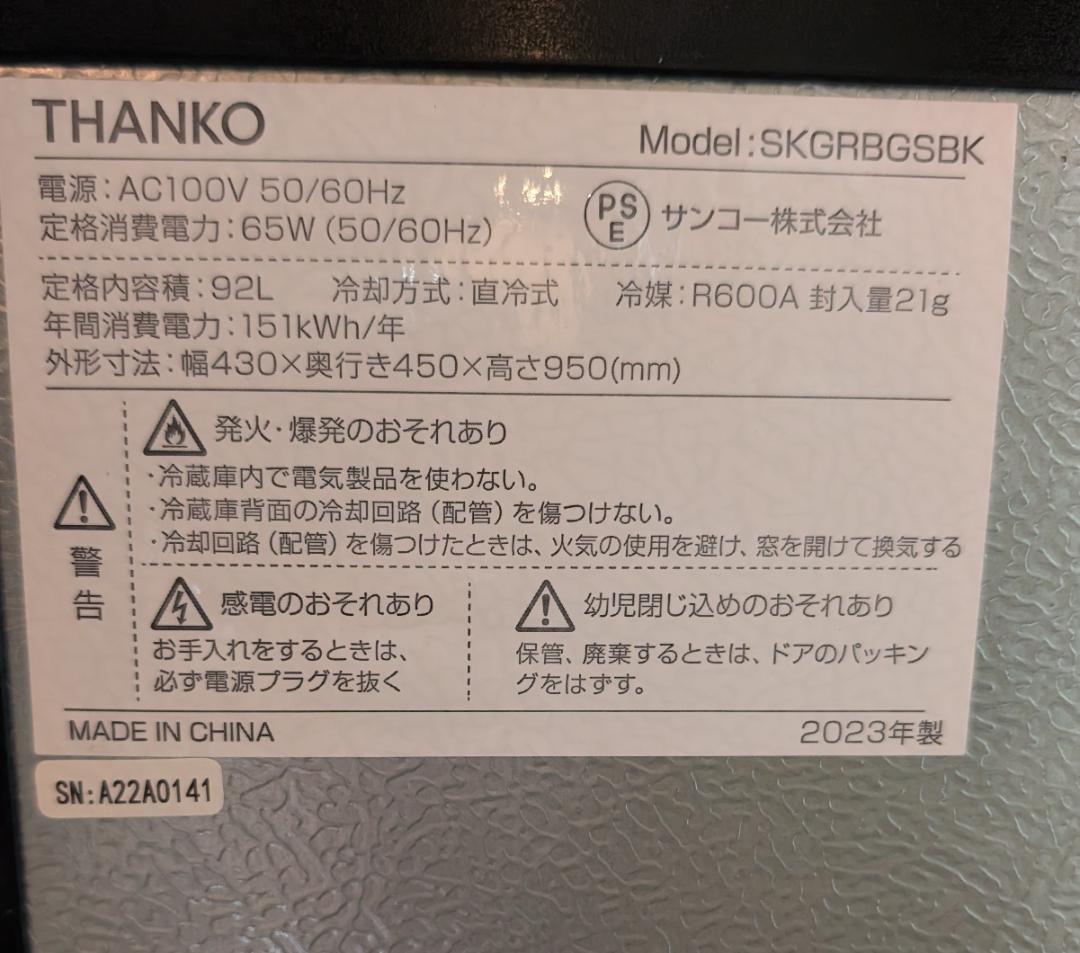 THANKO
Model:SKGRBGSBK
電源:AC100V 50/60Hz
定格消費電力:65W(50/60Hz)
PS
E
サンコー株式会社
定格内容積:92L 冷却方式:直冷式 冷媒:R600A 封入量21g
年間消費電力:151kWh/年
外形寸法:幅430×奥行き450×高さ950(mm)
警告
発火・爆発のおそれあり
・冷蔵庫内で電気製品を使わない。
・冷蔵庫背面の冷却回路(配管)を傷つけない。
・冷却回路(配管)を傷つけたときは、火気の使用を避け、窓を開けて換気する
感電のおそれあり
お手入れをするときは、
必ず電源プラグを抜く
幼児閉じ込めのおそれあり
保管、廃棄するときは、ドアのパッキン
グをはずす。
MADE IN CHINA
2023年製
SN:A22A0141